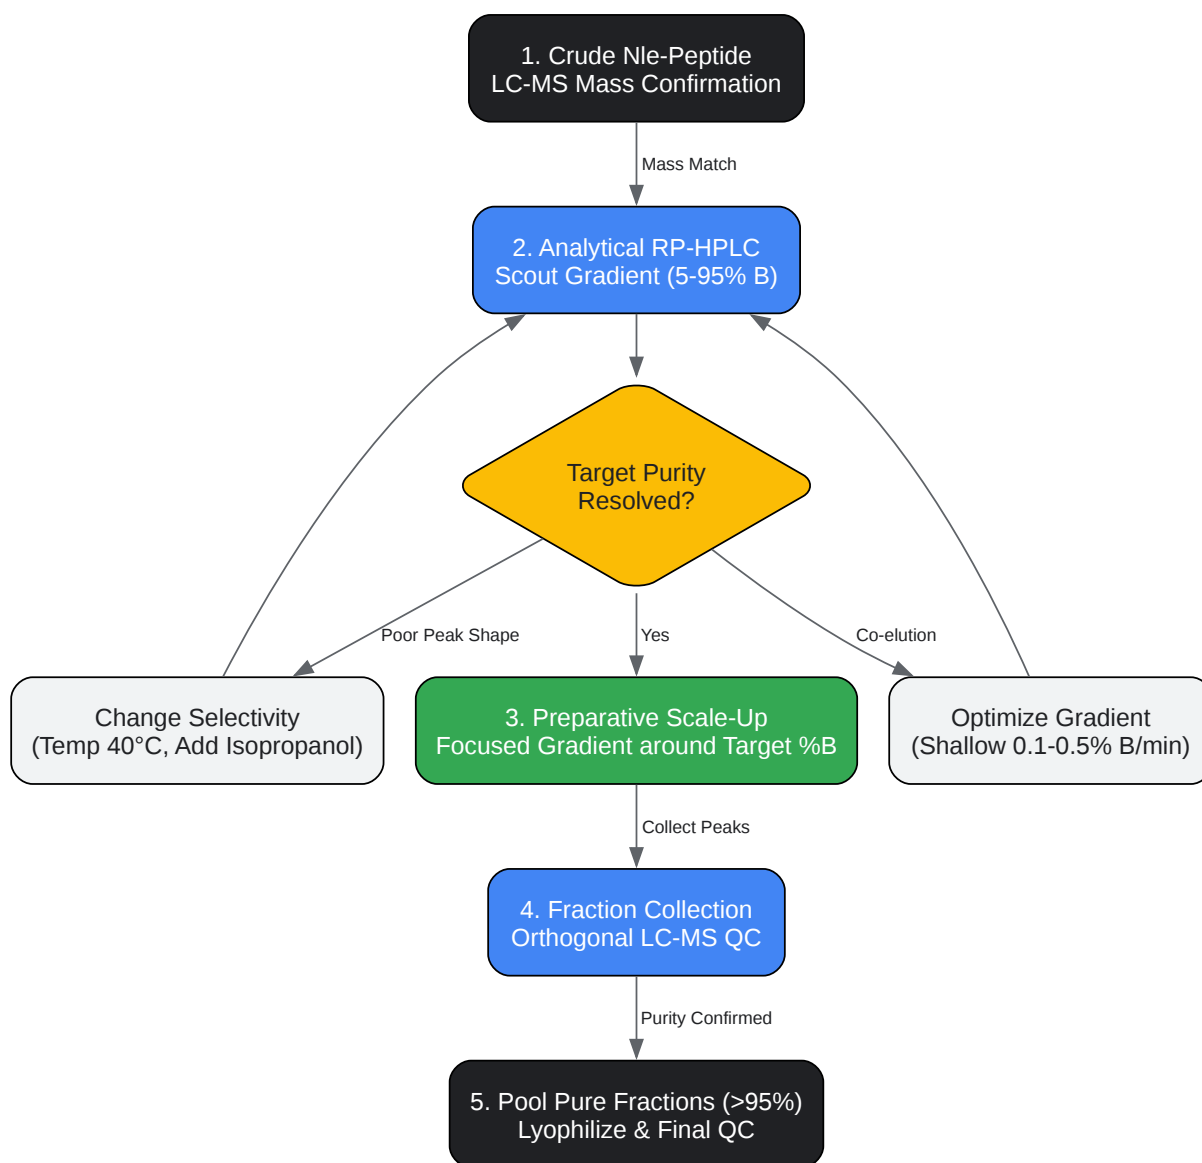 1. Crude Nle-Peptide
LC-MS Mass Confirmation
Mass Match
2. Analytical RP-HPLC
Scout Gradient (5-95% B)
Target Purity
Resolved?
Poor Peak Shape
Yes
Co-elution
Change Selectivity
(Temp 40°C, Add Isopropanol)
3. Preparative Scale-Up
Focused Gradient around Target %B
Optimize Gradient
(Shallow 0.1-0.5% B/min)
Collect Peaks
4. Fraction Collection
Orthogonal LC-MS QC
Purity Confirmed
5. Pool Pure Fractions (>95%)
Lyophilize & Final QC